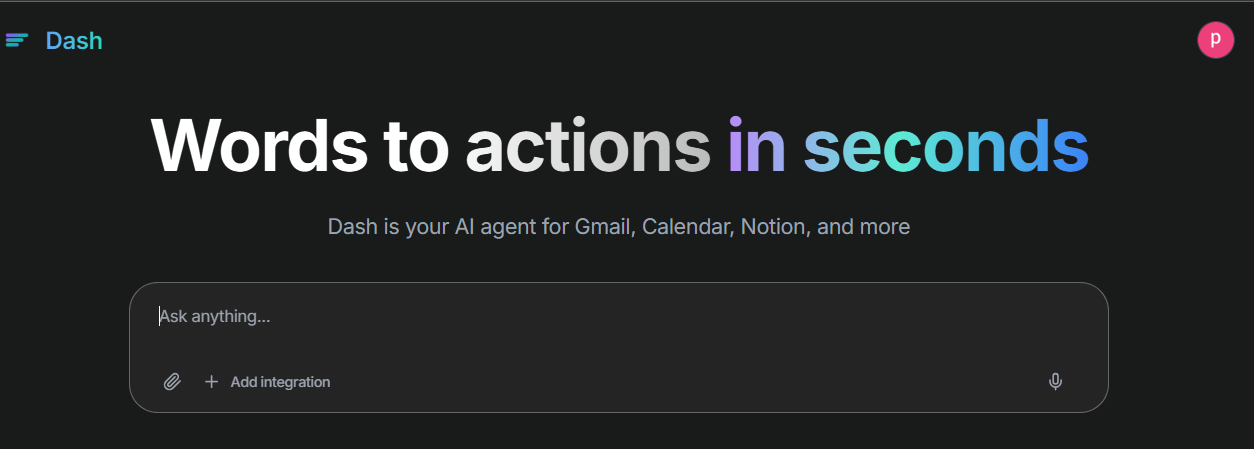 Dash
p
Words to actions in seconds
Dash is your AI agent for Gmail, Calendar, Notion, and more
Ask anything...
Add integration